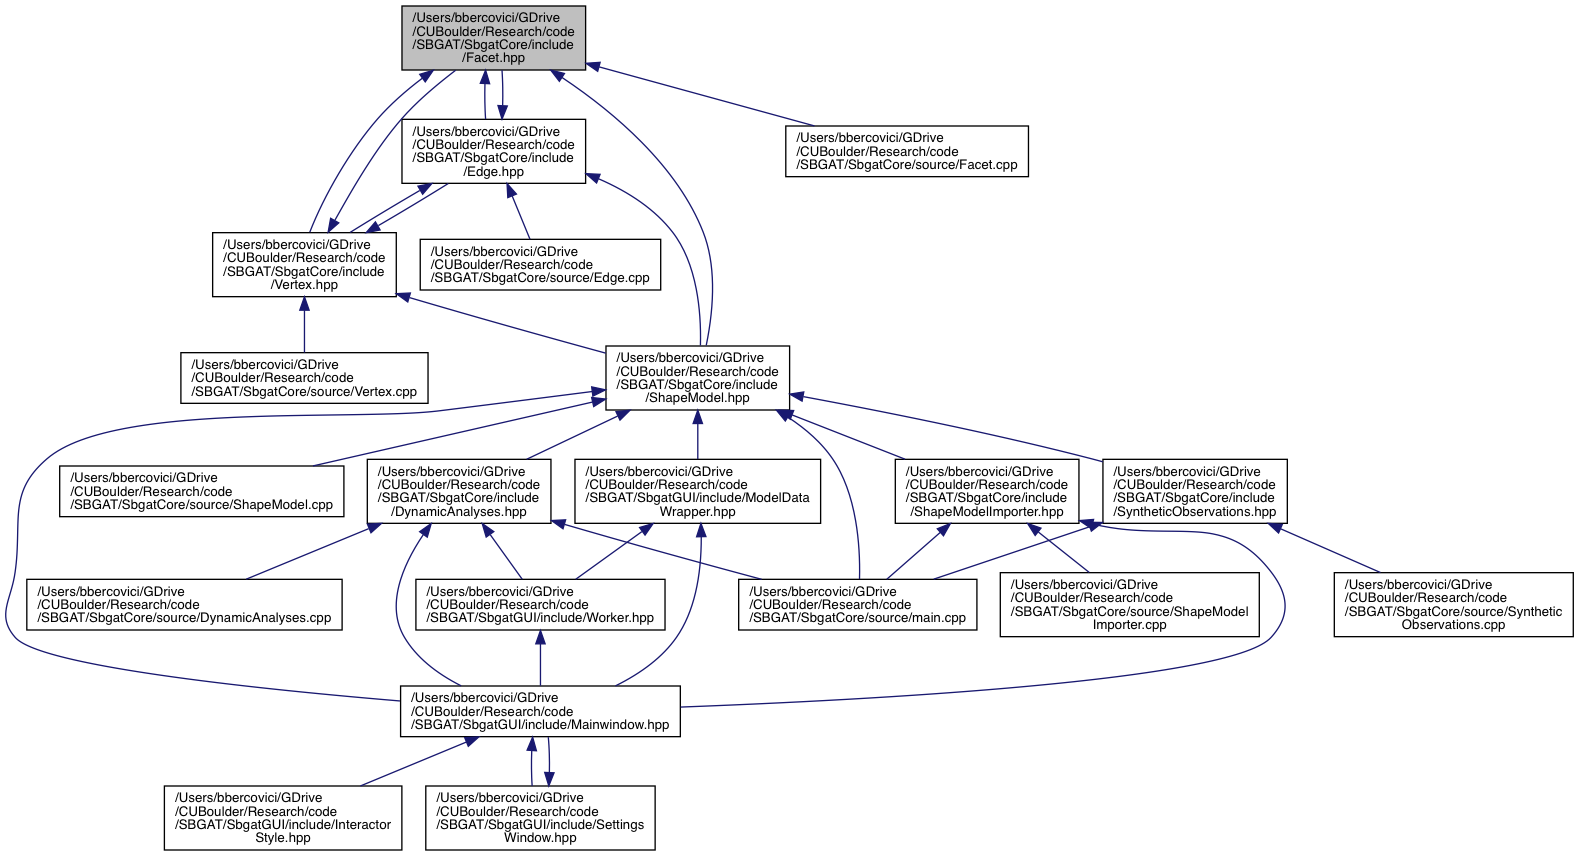 /Users/bbercovici/GDrive
/CUBoulder/Research/code
/SBGAT/SbgatCore/include
/Facet.hpp
/Users/bbercovici/GDrive
/CUBoulder/Research/code
/SBGAT/SbgatCore/include
/Edge.hpp
/Users/bbercovici/GDrive
/CUBoulder/Research/code
/SBGAT/SbgatCore/source/Facet.cpp
/Users/bbercovici/GDrive
/CUBoulder/Research/code
/SBGAT/SbgatCore/include
/Vertex.hpp
/Users/bbercovici/GDrive
/CUBoulder/Research/code
/SBGAT/SbgatCore/source/Edge.cpp
/Users/bbercovici/GDrive
/CUBoulder/Research/code
/SBGAT/SbgatCore/source/Vertex.cpp
/Users/bbercovici/GDrive
/CUBoulder/Research/code
/SBGAT/SbgatCore/include
/ShapeModel.hpp
/Users/bbercovici/GDrive
/CUBoulder/Research/code
/SBGAT/SbgatCore/source/ShapeModel.cpp
/Users/bbercovici/GDrive
/CUBoulder/Research/code
/SBGAT/SbgatCore/include
/DynamicAnalyses.hpp
/Users/bbercovici/GDrive
/CUBoulder/Research/code
/SBGAT/SbgatGUI/include/ModelData
Wrapper.hpp
/Users/bbercovici/GDrive
/CUBoulder/Research/code
/SBGAT/SbgatCore/include
/ShapeModelImporter.hpp
/Users/bbercovici/GDrive
/CUBoulder/Research/code
/SBGAT/SbgatCore/include
/SyntheticObservations.hpp
/Users/bbercovici/GDrive
/CUBoulder/Research/code
/SBGAT/SbgatCore/source/DynamicAnalyses.cpp
/Users/bbercovici/GDrive
/CUBoulder/Research/code
/SBGAT/SbgatGUI/include/Worker.hpp
/Users/bbercovici/GDrive
/CUBoulder/Research/code
/SBGAT/SbgatCore/source/main.cpp
/Users/bbercovici/GDrive
/CUBoulder/Research/code
/SBGAT/SbgatCore/source/ShapeModel
Importer.cpp
/Users/bbercovici/GDrive
/CUBoulder/Research/code
/SBGAT/SbgatCore/source/Synthetic
Observations.cpp
/Users/bbercovici/GDrive
/CUBoulder/Research/code
/SBGAT/SbgatGUI/include/Mainwindow.hpp
/Users/bbercovici/GDrive
/CUBoulder/Research/code
/SBGAT/SbgatGUI/include/Interactor
Style.hpp
/Users/bbercovici/GDrive
/CUBoulder/Research/code
/SBGAT/SbgatGUI/include/Settings
Window.hpp